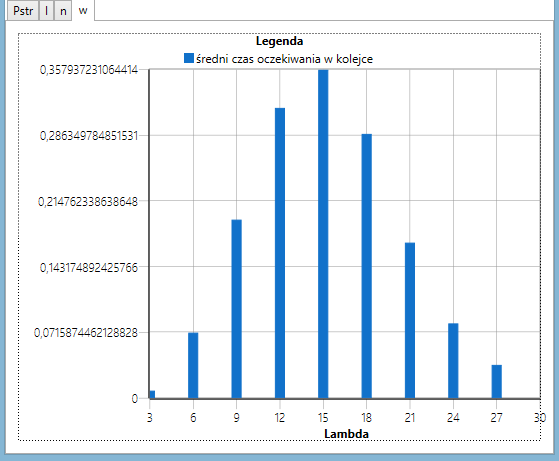 Pstr l n w
Legenda
średni czas oczekiwania w kolejce
0,357937231064414
0,286349784851531
0,214762338638648
0,143174892425766
0,0715874462128828
0
3 6 9 12 15 18 21 24 27 30
Lambda